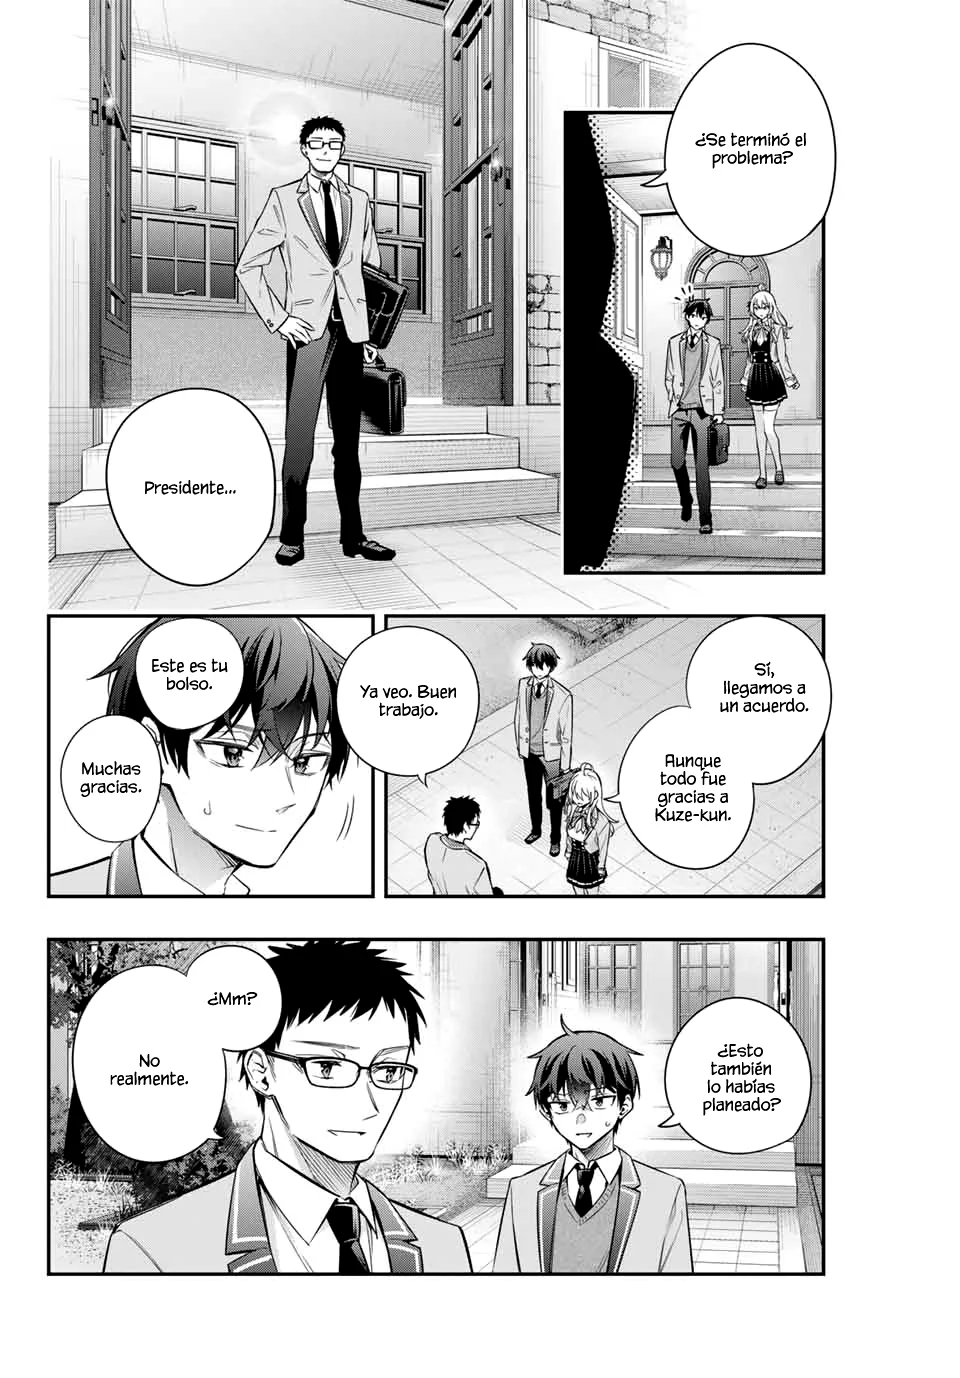 ¿Se terminó el
problema?
Presidente...
Sí,
llegamos a
un acuerdo.
Aunque
todo fue
gracias a
Kuze-kun.
Ya veo. Buen
trabajo.
Este es tu
bolso.
Muchas
gracias.
¿Esto
también
lo habías
planeado?
¿Mm?
No
realmente.